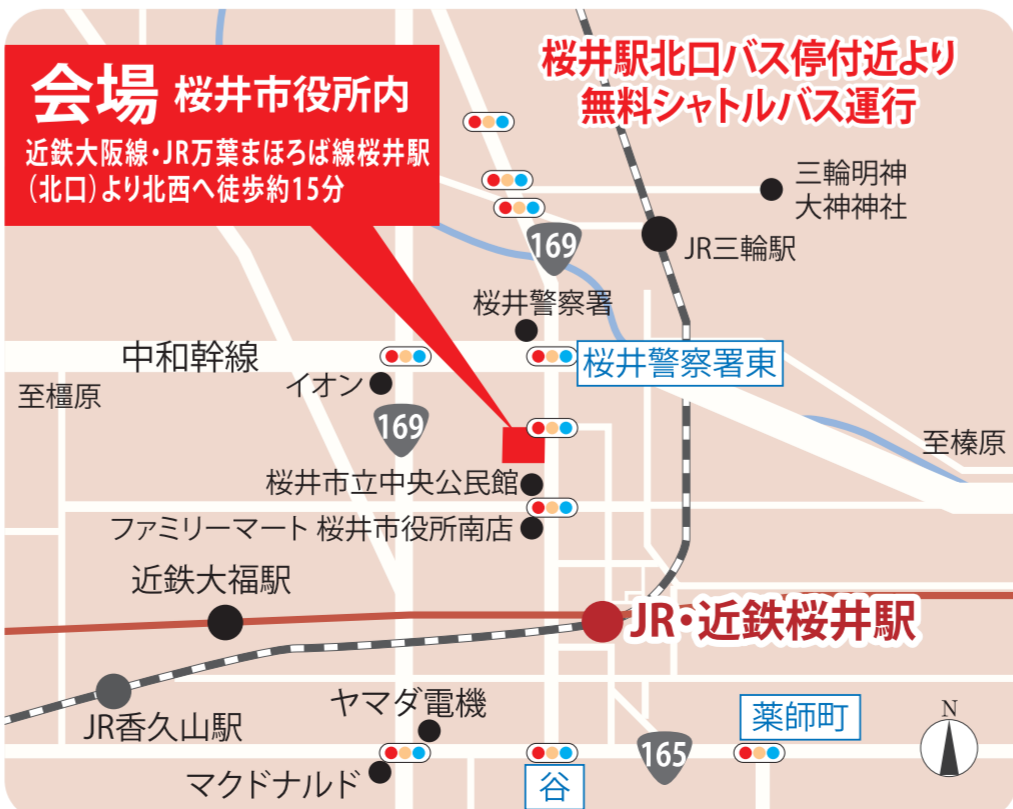 会場 桜井市役所内
近鉄大阪線・JR万葉まほろば線桜井駅
(北口)より北西へ徒歩約15分
桜井駅北口バス停付近より
無料シャトルバス運行
三輪明神
大神神社
169
JR三輪駅
桜井警察署
中和幹線
桜井警察署東
イオン
至橿原
169
至榛原
桜井市立中央公民館
ファミリーマート 桜井市役所南店
近鉄大福駅
JR・近鉄桜井駅
JR香久山駅
ヤマダ電機
薬師町
N
165
マクドナルド
谷